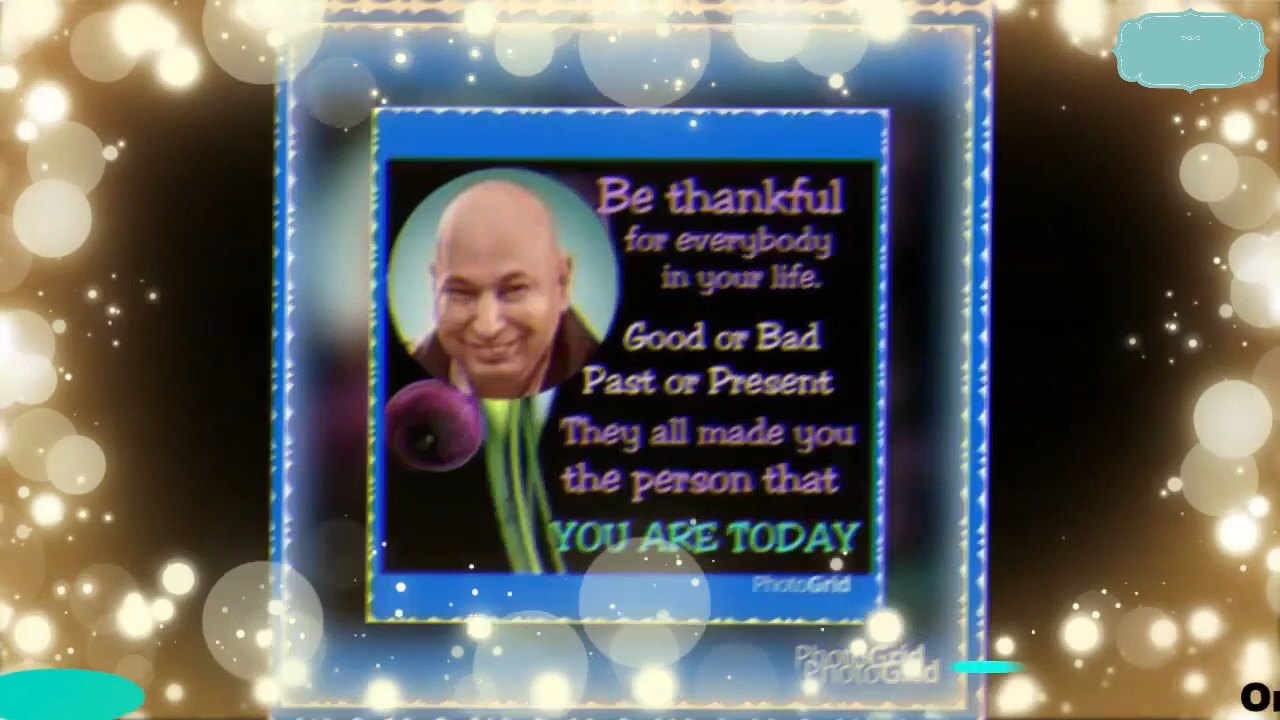 Be thankful
for everybody
in your life.
Good or Bad
Past or Present
They all made you
the person that
YOU ARE TODAY
PhotoGrid
PhotoGrid
PhotoGrid